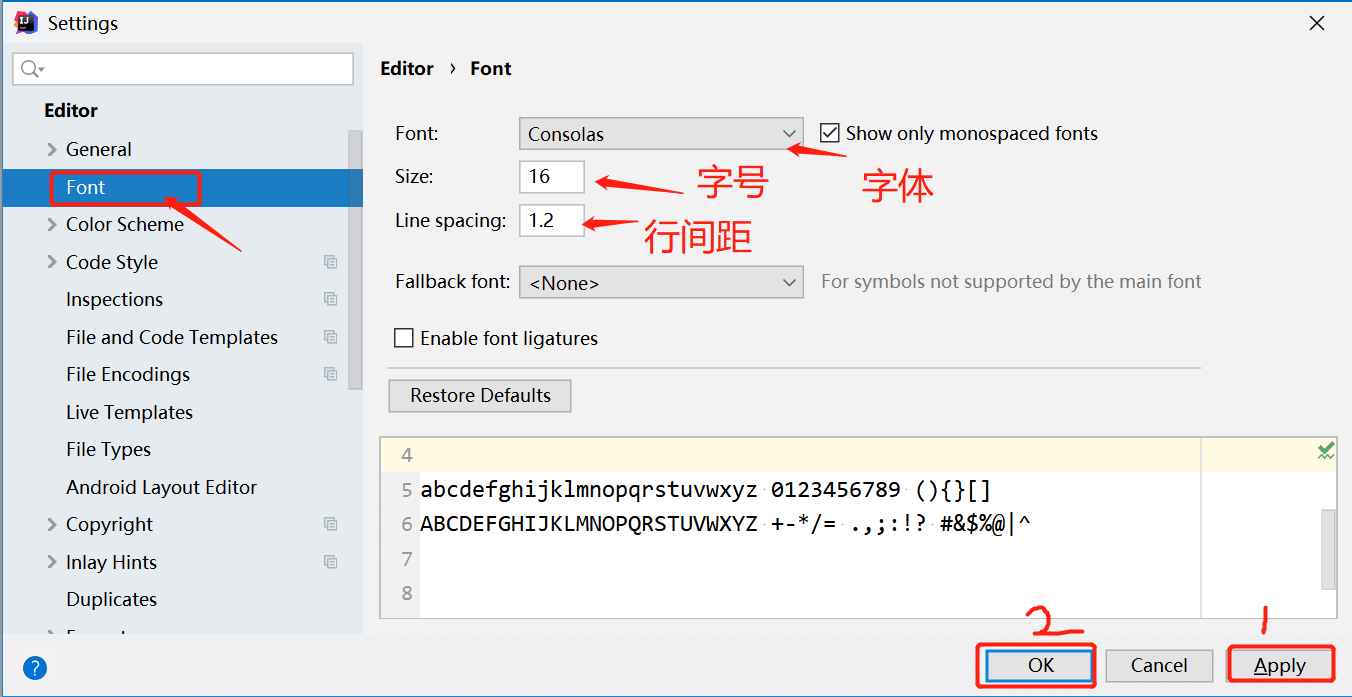 Settings
Editor
General
Font
Color Scheme
Code Style
Inspections
File and Code Templates
File Encodings
Live Templates
File Types
Android Layout Editor
Copyright
Inlay Hints
Duplicates
?
Editor › Font
Font: Consolas Show only monospaced fonts
字体
Size: 16 字号
Line spacing: 1.2 行间距
Fallback font: <None> For symbols not supported by the main font
Enable font ligatures
Restore Defaults
4
5 abcdefghijklmnopqrstuvwxyz 0123456789 (){}[]
6 ABCDEFGHIJKLMNOPQRSTUVWXYZ +-*/= .,;:!? #&$%@|^
7
8
2 1
OK Cancel Apply